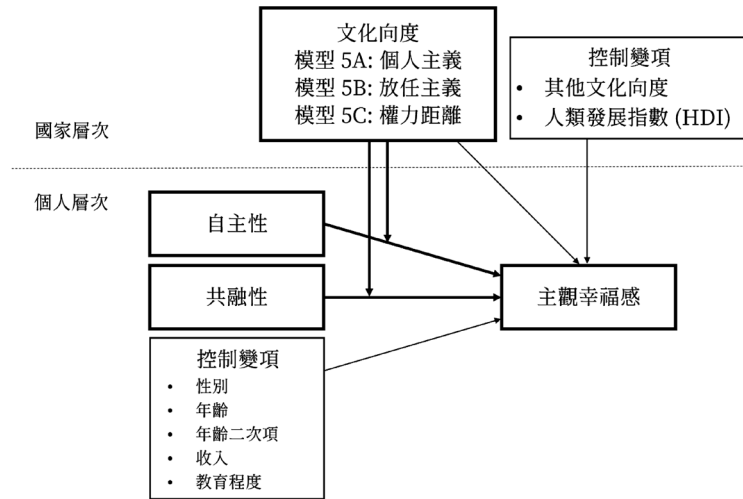 文化向度
模型 5A: 個人主義
模型 5B: 放任主義
模型 5C: 權力距離
控制變項
• 其他文化向度
• 人類發展指數 (HDI)
國家層次
個人層次
自主性
共融性
主觀幸福感
控制變項
• 性別
• 年齡
• 年齡二次項
• 收入
• 教育程度